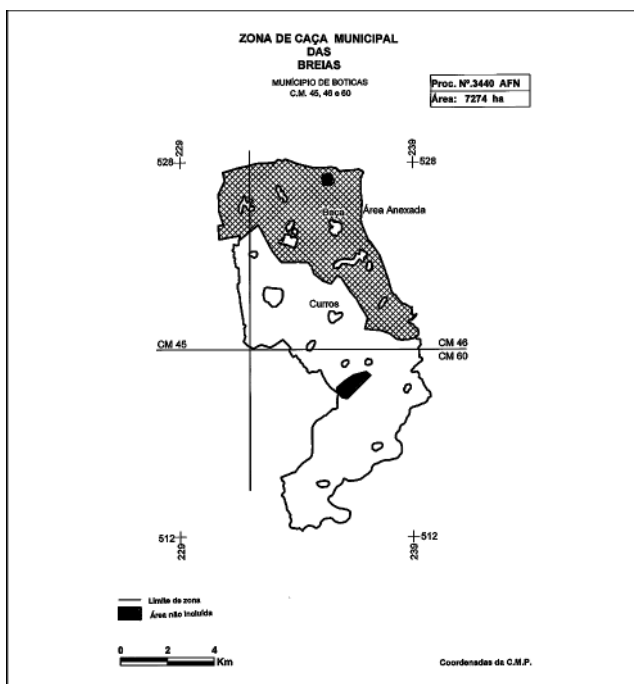 ZONA DE CAÇA MUNICIPAL
DAS
BREIAS
MUNÍCIPIO DE BOTICAS
C.M. 45, 46 e 60
Proc. Nº.3440 AFN
Área: 7274 ha
229
239
528
528
Beça
Área Anexada
Curros
CM 45
CM 46
CM 60
512
512
229
239
Limite de zona
Área não incluída
0 2 4
Km
Coordenadas da C.M.P.